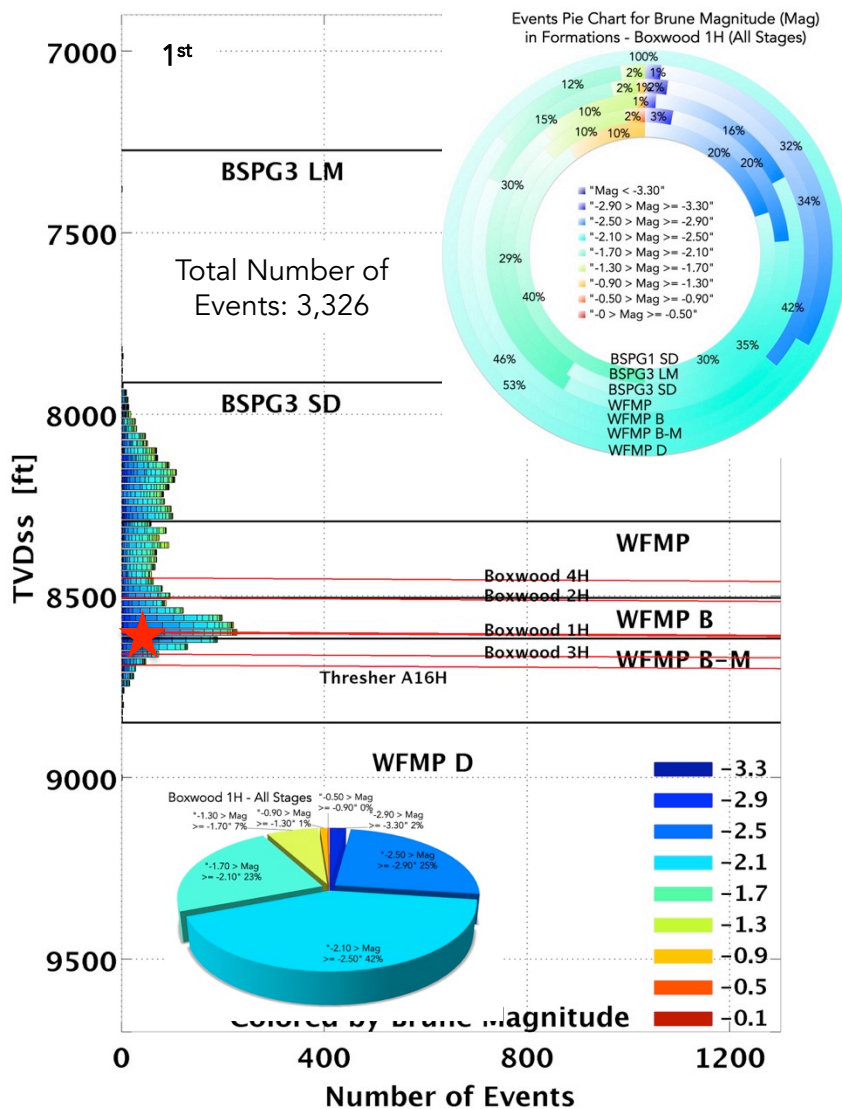 Events Pie Chart for Brune Magnitude (Mag)
in Formations - Boxwood 1H (All Stages)
100%
2%
1%
12%
2%
1%
2%
1%
15%
10%
2%
3%
10%
10%
16%
20%
20%
32%
34%
30%
29%
40%
42%
35%
30%
46%
53%
"Mag < -3.30"
"-2.90 > Mag >= -3.30"
"-2.50 > Mag >= -2.90"
"-2.10 > Mag >= -2.50"
"-1.70 > Mag >= -2.10"
"-1.30 > Mag >= -1.70"
"-0.90 > Mag >= -1.30"
"-0.50 > Mag >= -0.90"
"-0 > Mag >= -0.50"
BSPG1 SD
BSPG3 LM
BSPG3 SD
WFMP
WFMP B
WFMP B-M
WFMP D
1st
BSPG3 LM
Total Number of
Events: 3,326
BSPG3 SD
WFMP
Boxwood 4H
Boxwood 2H
WFMP B
Boxwood 1H
Boxwood 3H
WFMP B-M
Thresher A16H
WFMP D
TVDss [ft]
7000
7500
8000
8500
9000
9500
Boxwood 1H - All Stages
"-0.50 > Mag
>= -0.90" 0%
"-0.90 > Mag
>= -1.30" 1%
"-1.30 > Mag
>= -1.70" 7%
"-2.90 > Mag
>= -3.30" 2%
"-2.50 > Mag
>= -2.90" 25%
"-1.70 > Mag
>= -2.10" 23%
"-2.10 > Mag
>= -2.50" 42%
-3.3
-2.9
-2.5
-2.1
-1.7
-1.3
-0.9
-0.5
-0.1
Colored by Brune Magnitude
0
400
800
1200
Number of Events